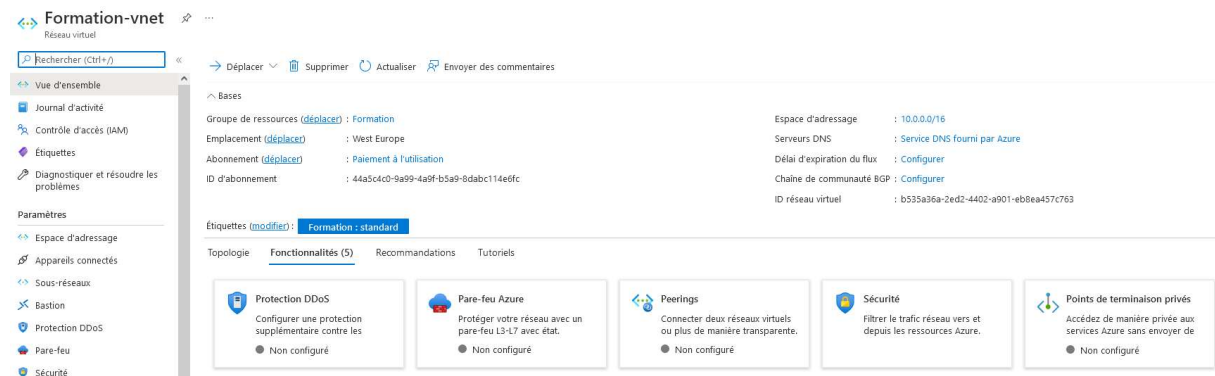 Formation-vnet
Réseau virtuel
Rechercher (Ctrl+/)
Vue d'ensemble
Journal d'activité
Contrôle d'accès (IAM)
Étiquettes
Diagnostiquer et résoudre les
problèmes
Paramètres
Espace d'adressage
Appareils connectés
Sous-réseaux
Bastion
Protection DDoS
Pare-feu
Sécurité
Déplacer
Supprimer
Actualiser
Envoyer des commentaires
Bases
Groupe de ressources (déplacer) : Formation
Emplacement (déplacer) : West Europe
Abonnement (déplacer) : Paiement à l'utilisation
ID d'abonnement : 44a5c4c0-9a99-4a9f-b5a9-8dabc114e6fc
Espace d'adressage : 10.0.0.0/16
Serveurs DNS : Service DNS fourni par Azure
Délai d'expiration du flux : Configurer
Chaîne de communauté BGP : Configurer
ID réseau virtuel : b535a36a-2ed2-4402-a901-eb8ea457c763
Étiquettes (modifier) : Formation : standard
Topologie
Fonctionnalités (5)
Recommandations
Tutoriels
Protection DDoS
Configurer une protection
supplémentaire contre les
Non configuré
Pare-feu Azure
Protéger votre réseau avec un
pare-feu L3-L7 avec état.
Non configuré
Peerings
Connecter deux réseaux virtuels
ou plus de manière transparente.
Non configuré
Sécurité
Filtrer le trafic réseau vers et
depuis les ressources Azure.
Points de terminaison privés
Accédez de manière privée aux
services Azure sans envoyer de
Non configuré